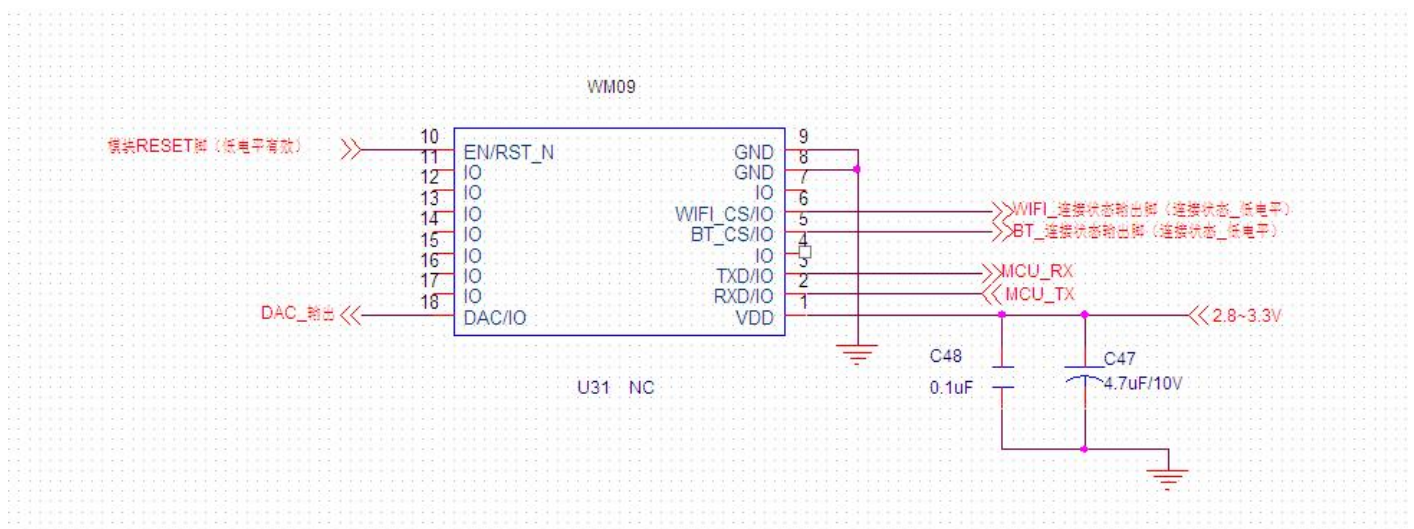 WM09
模块RESET脚（低电平有效）
10
EN/RST_N
11
IO
12
IO
13
IO
14
IO
15
IO
16
IO
17
IO
18
DAC/IO
DAC_输出
9
GND
8
GND
7
IO
6
WIFI_CS/IO
WIFI_连接状态输出脚（连接状态_低电平）
5
BT_CS/IO
BT_连接状态输出脚（连接状态_低电平）
4
IO
3
TXD/IO
MCU_RX
2
RXD/IO
MCU_TX
1
VDD
2.8~3.3V
C48
0.1uF
C47
4.7uF/10V
U31 NC